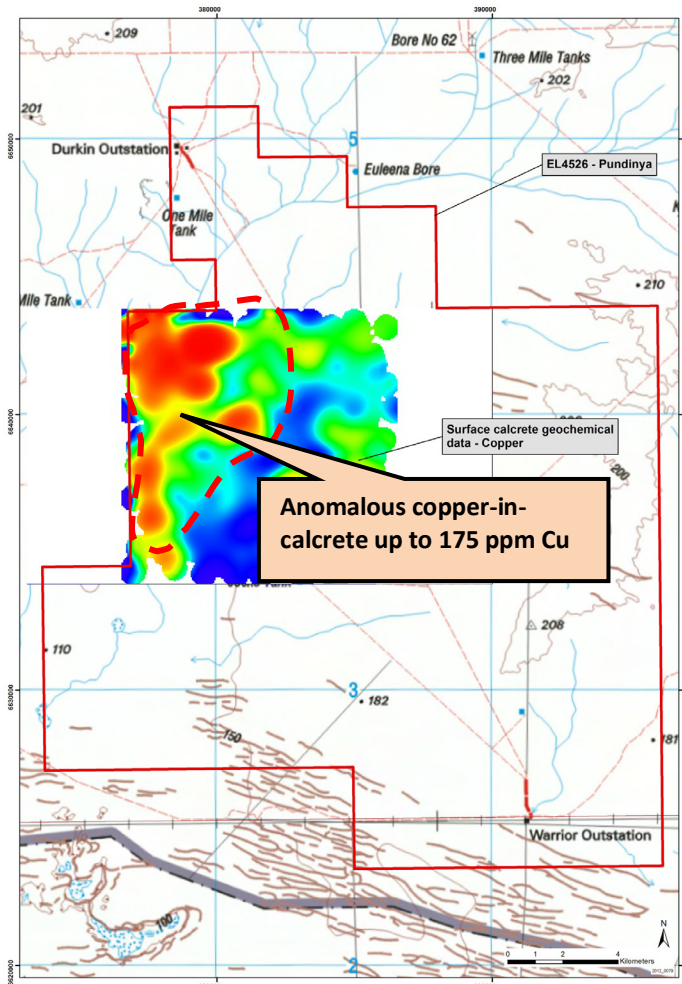 380000
390000
209
Bore No 62
Three Mile Tanks
202
201
6650000
5
Durkin Outstation
Euleena Bore
EL4526 - Pundinya
One Mile
Tank
210
Mile Tank
6640000
Surface calcrete geochemical
data - Copper
200
Anomalous copper-in-
calcrete up to 175 ppm Cu
208
110
6630000
3
182
150
181
Warrior Outstation
100
2
N
0 1 2 4
Kilometers